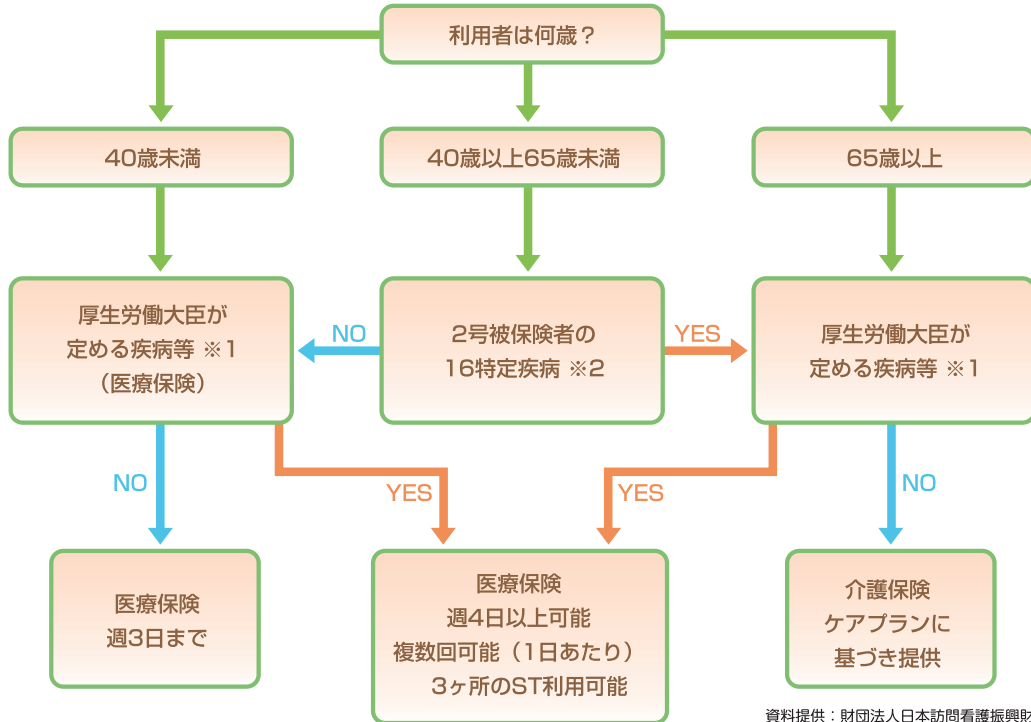 利用者は何歳？
40歳未満
40歳以上65歳未満
65歳以上
厚生労働大臣が
定める疾病等 ※1
（医療保険）
NO
2号被保険者の
16特定疾病 ※2
YES
厚生労働大臣が
定める疾病等 ※1
NO
YES
YES
NO
医療保険
週3日まで
医療保険
週4日以上可能
複数回可能（1日あたり）
3ヶ所のST利用可能
介護保険
ケアプランに
基づき提供
資料提供：財団法人日本訪問看護振興財